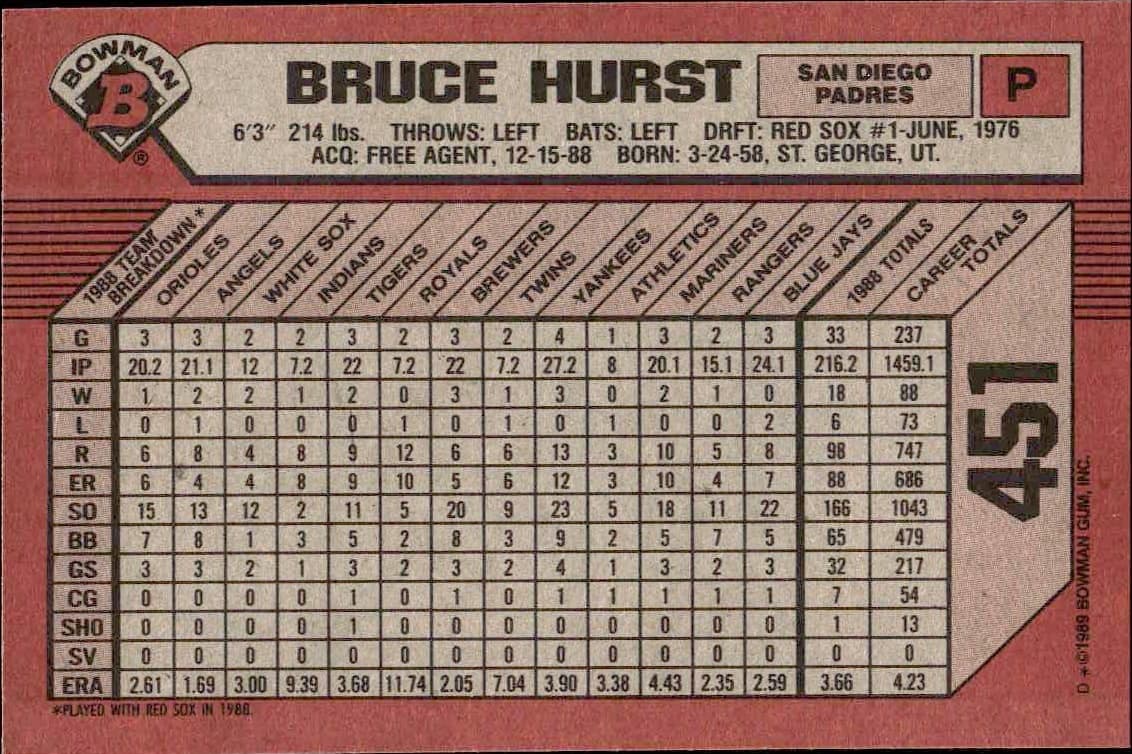 BOWMAN
B
®
BRUCE HURST
SAN DIEGO
PADRES
P
6'3" 214 lbs. THROWS: LEFT BATS: LEFT DRFT: RED SOX #1-JUNE, 1976
ACQ: FREE AGENT, 12-15-88 BORN: 3-24-58, ST. GEORGE, UT.
1988 TEAM
BREAKDOWN *
ORIOLES
ANGELS
WHITE SOX
INDIANS
TIGERS
ROYALS
BREWERS
TWINS
YANKEES
ATHLETICS
MARINERS
RANGERS
BLUE JAYS
1988 TOTALS
CAREER
TOTALS
G 3 3 2 2 3 2 3 2 4 1 3 2 3 33 237
IP 20.2 21.1 12 7.2 22 7.2 22 7.2 27.2 8 20.1 15.1 24.1 216.2 1459.1
W 1 2 2 1 2 0 3 1 3 0 2 1 0 18 88
L 0 1 0 0 0 1 0 1 0 1 0 0 2 6 73
R 6 8 4 8 9 12 6 6 13 3 10 5 8 98 747
ER 6 4 4 8 9 10 5 6 12 3 10 4 7 88 686
SO 15 13 12 2 11 5 20 9 23 5 18 11 22 166 1043
BB 7 8 1 3 5 2 8 3 9 2 5 7 5 65 479
GS 3 3 2 1 3 2 3 2 4 1 3 2 3 32 217
CG 0 0 0 0 1 0 1 0 1 1 1 1 1 7 54
SHO 0 0 0 0 1 0 0 0 0 0 0 0 0 1 13
SV 0 0 0 0 0 0 0 0 0 0 0 0 0 0 0
ERA 2.61 1.69 3.00 9.39 3.68 11.74 2.05 7.04 3.90 3.38 4.43 2.35 2.59 3.66 4.23
451
*PLAYED WITH RED SOX IN 1988.
D *©1989 BOWMAN GUM, INC.